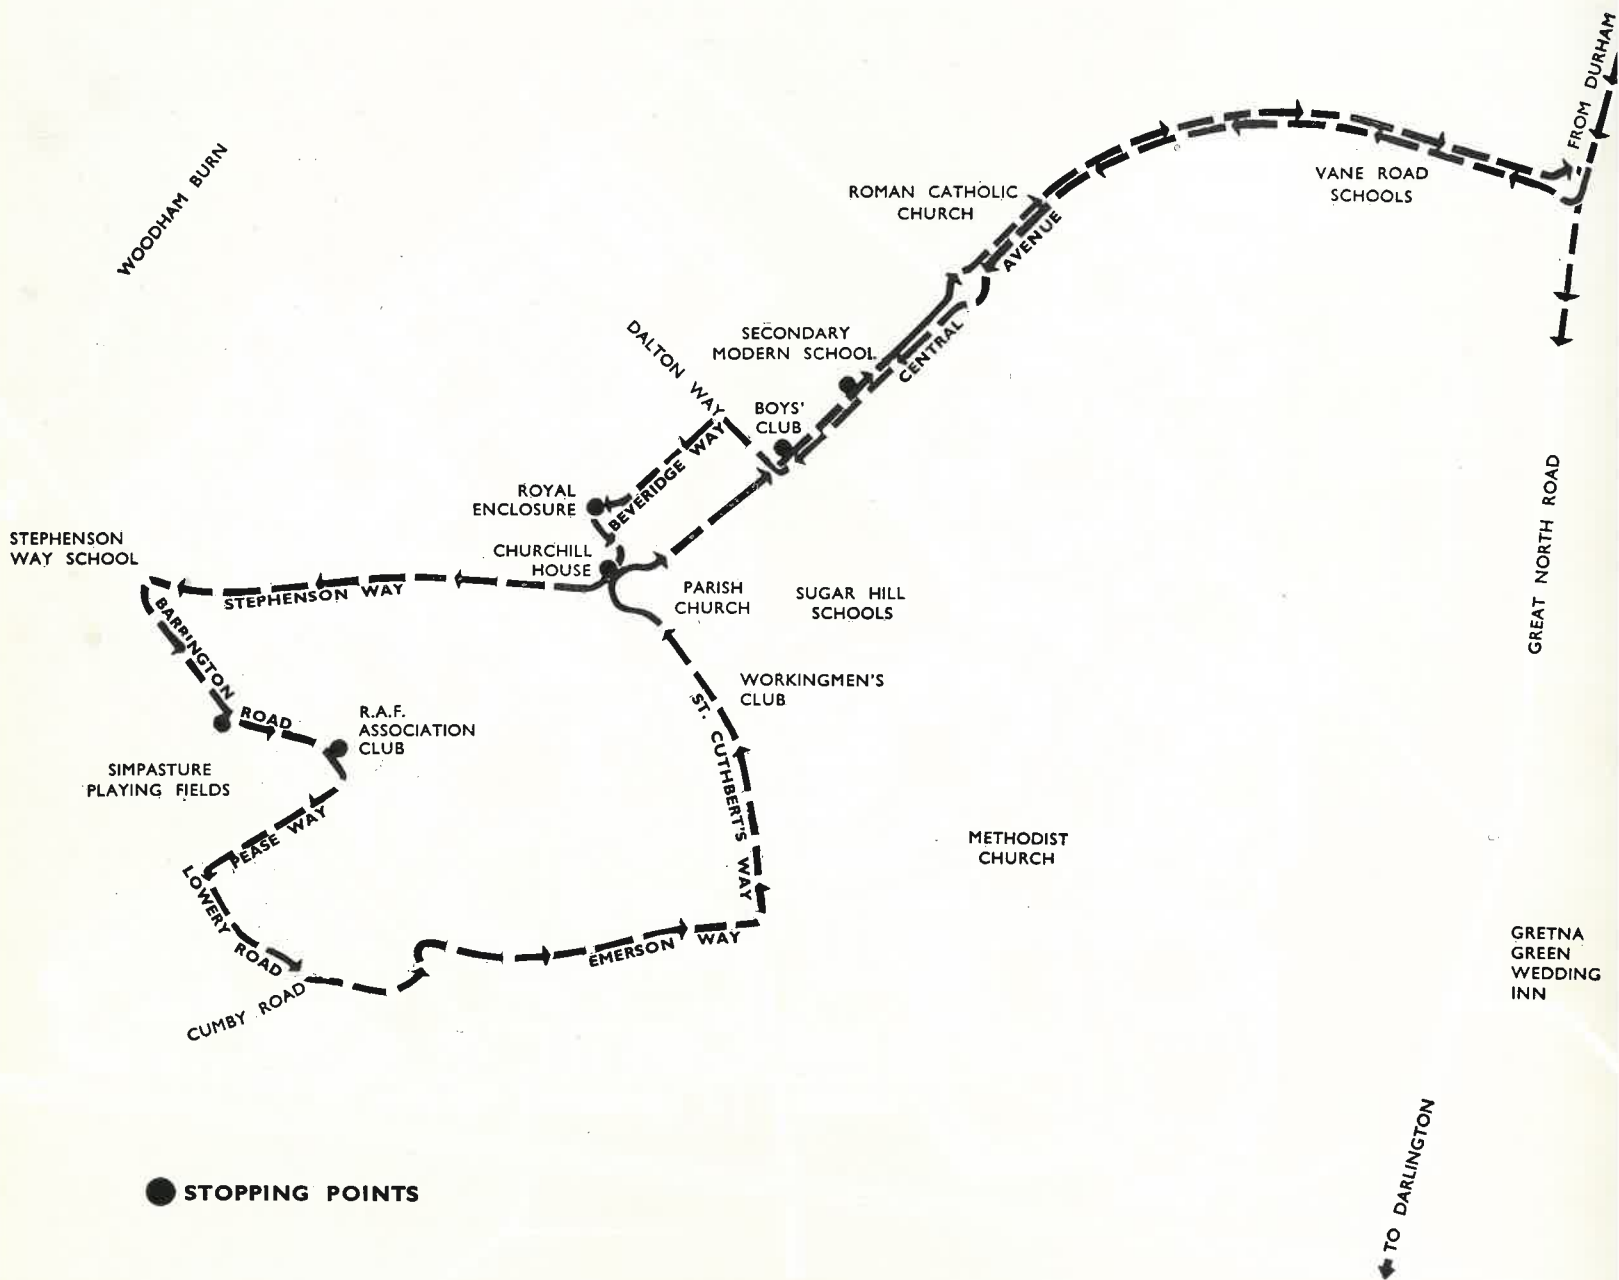 FROM DURHAM
WOODHAM BURN
VANE ROAD
SCHOOLS
ROMAN CATHOLIC
CHURCH
AVENUE
CENTRAL
SECONDARY
MODERN SCHOOL
DALTON WAY
BOYS'
CLUB
BEVERIDGE WAY
ROYAL
ENCLOSURE
CHURCHILL
HOUSE
STEPHENSON
WAY SCHOOL
STEPHENSON WAY
PARISH
CHURCH
SUGAR HILL
SCHOOLS
GREAT NORTH ROAD
BARRINGTON
ROAD
WORKINGMEN'S
CLUB
ST. CUTHBERT'S WAY
R.A.F.
ASSOCIATION
CLUB
SIMPASTURE
PLAYING FIELDS
PEASE WAY
METHODIST
CHURCH
LOWERY ROAD
EMERSON WAY
GRETNA
GREEN
WEDDING
INN
CUMBY ROAD
STOPPING POINTS
TO DARLINGTON